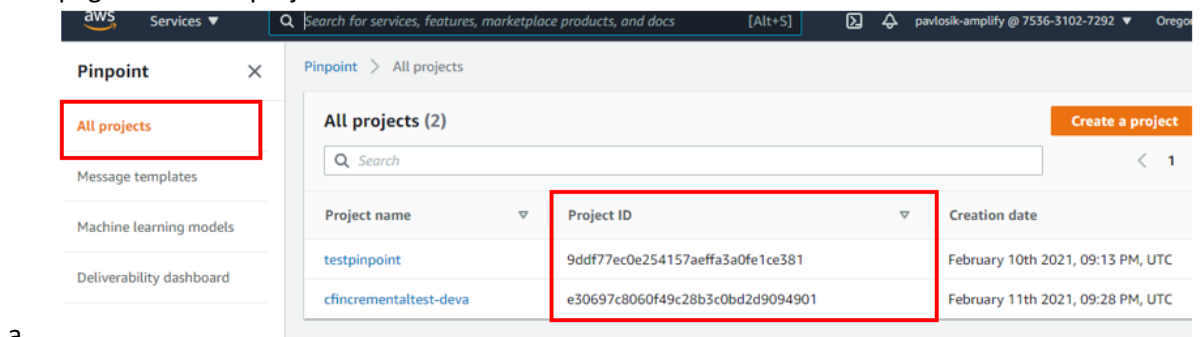 aws Services ▼ Search for services, features, marketplace products, and docs [Alt+S] pavlosik-amplify @ 7536-3102-7292 ▼ Orego
Pinpoint ×
Pinpoint > All projects
All projects
Message templates
Machine learning models
Deliverability dashboard
All projects (2) Create a project
Search < 1
Project name Project ID Creation date
testpinpoint 9ddf77ec0e254157aeffa3a0fe1ce381 February 10th 2021, 09:13 PM, UTC
cfincrementaltest-deva e30697c8060f49c28b3c0bd2d9094901 February 11th 2021, 09:28 PM, UTC
a